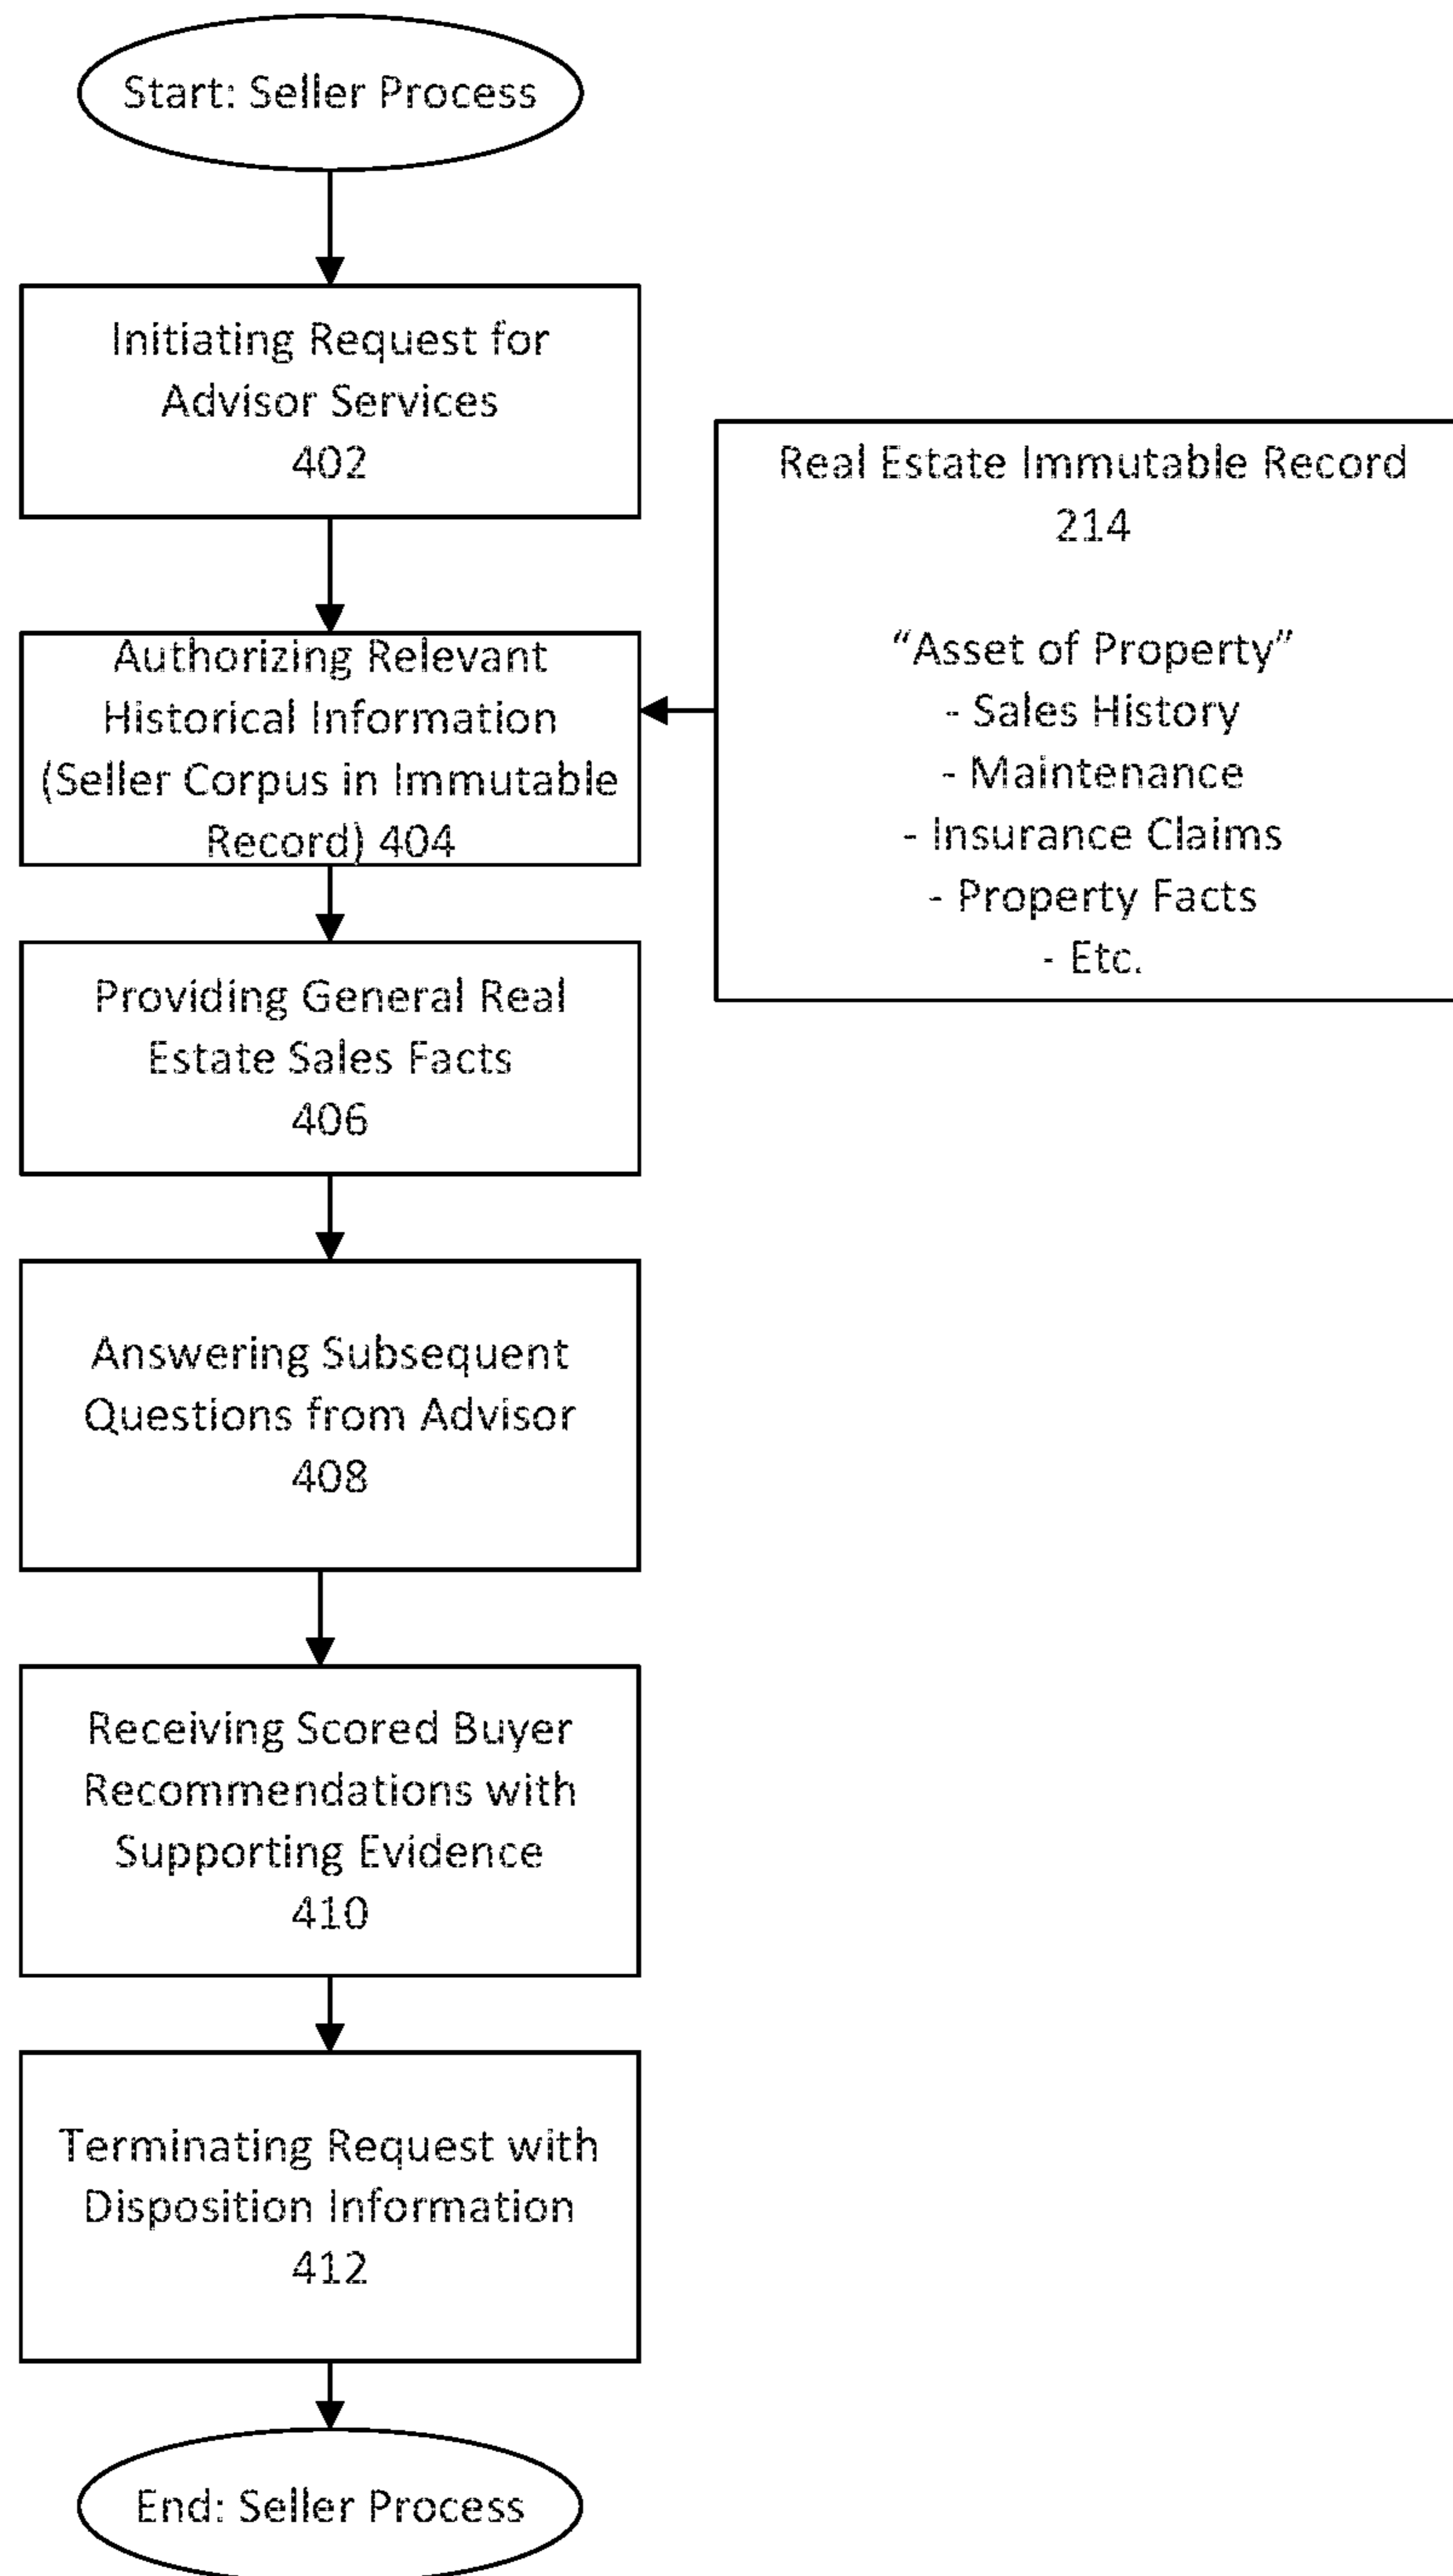 Start: Seller Process
Initiating Request for
Advisor Services
402
Real Estate Immutable Record
214
“Asset of Property”
- Sales History
- Maintenance
- Insurance Claims
- Property Facts
- Etc.
Authorizing Relevant
Historical Information
(Seller Corpus in Immutable
Record) 404
Providing General Real
Estate Sales Facts
406
Answering Subsequent
Questions from Advisor
408
Receiving Scored Buyer
Recommendations with
Supporting Evidence
410
Terminating Request with
Disposition Information
412
End: Seller Process